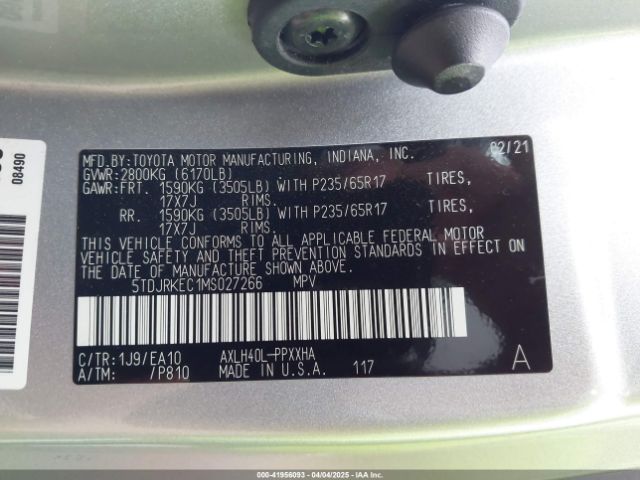 08490
MFD.BY:TOYOTA MOTOR MANUFACTURING, INDIANA, INC. 02/21
GVWR:2800KG (6170LB)
GAWR:FRT. 1590KG (3505LB) WITH P235/65R17 TIRES,
17X7J RIMS.
RR. 1590KG (3505LB) WITH P235/65R17 TIRES,
17X7J RIMS.
THIS VEHICLE CONFORMS TO ALL APPLICABLE FEDERAL MOTOR
VEHICLE SAFETY AND THEFT PREVENTION STANDARDS IN EFFECT ON
THE DATE OF MANUFACTURE SHOWN ABOVE.
5TDJRKEC1MS027266 MPV
C/TR:1J9/EA10 AXLH40L-PPXXHA
A/TM: /P810 MADE IN U.S.A. 117 A
000-41956093 - 04/04/2025 - IAAI.COM